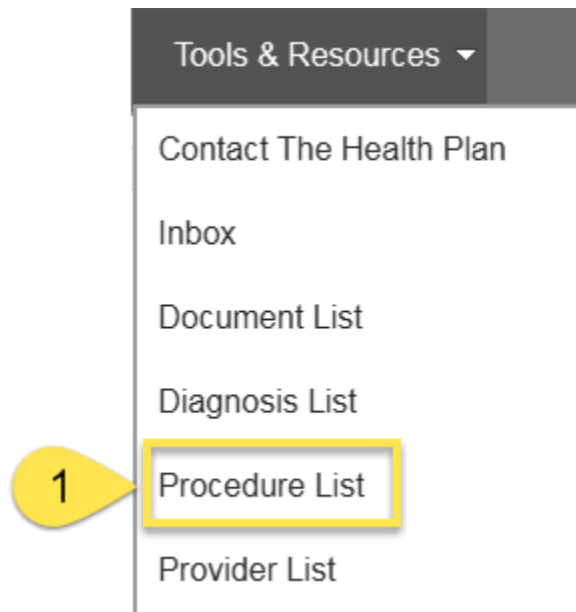 Tools & Resources
Contact The Health Plan
Inbox
Document List
Diagnosis List
1
Procedure List
Provider List